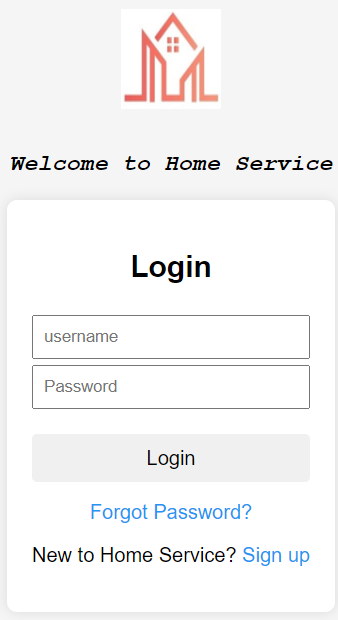 Welcome to Home Service
Login
username
Password
Login
Forgot Password?
New to Home Service? Sign up